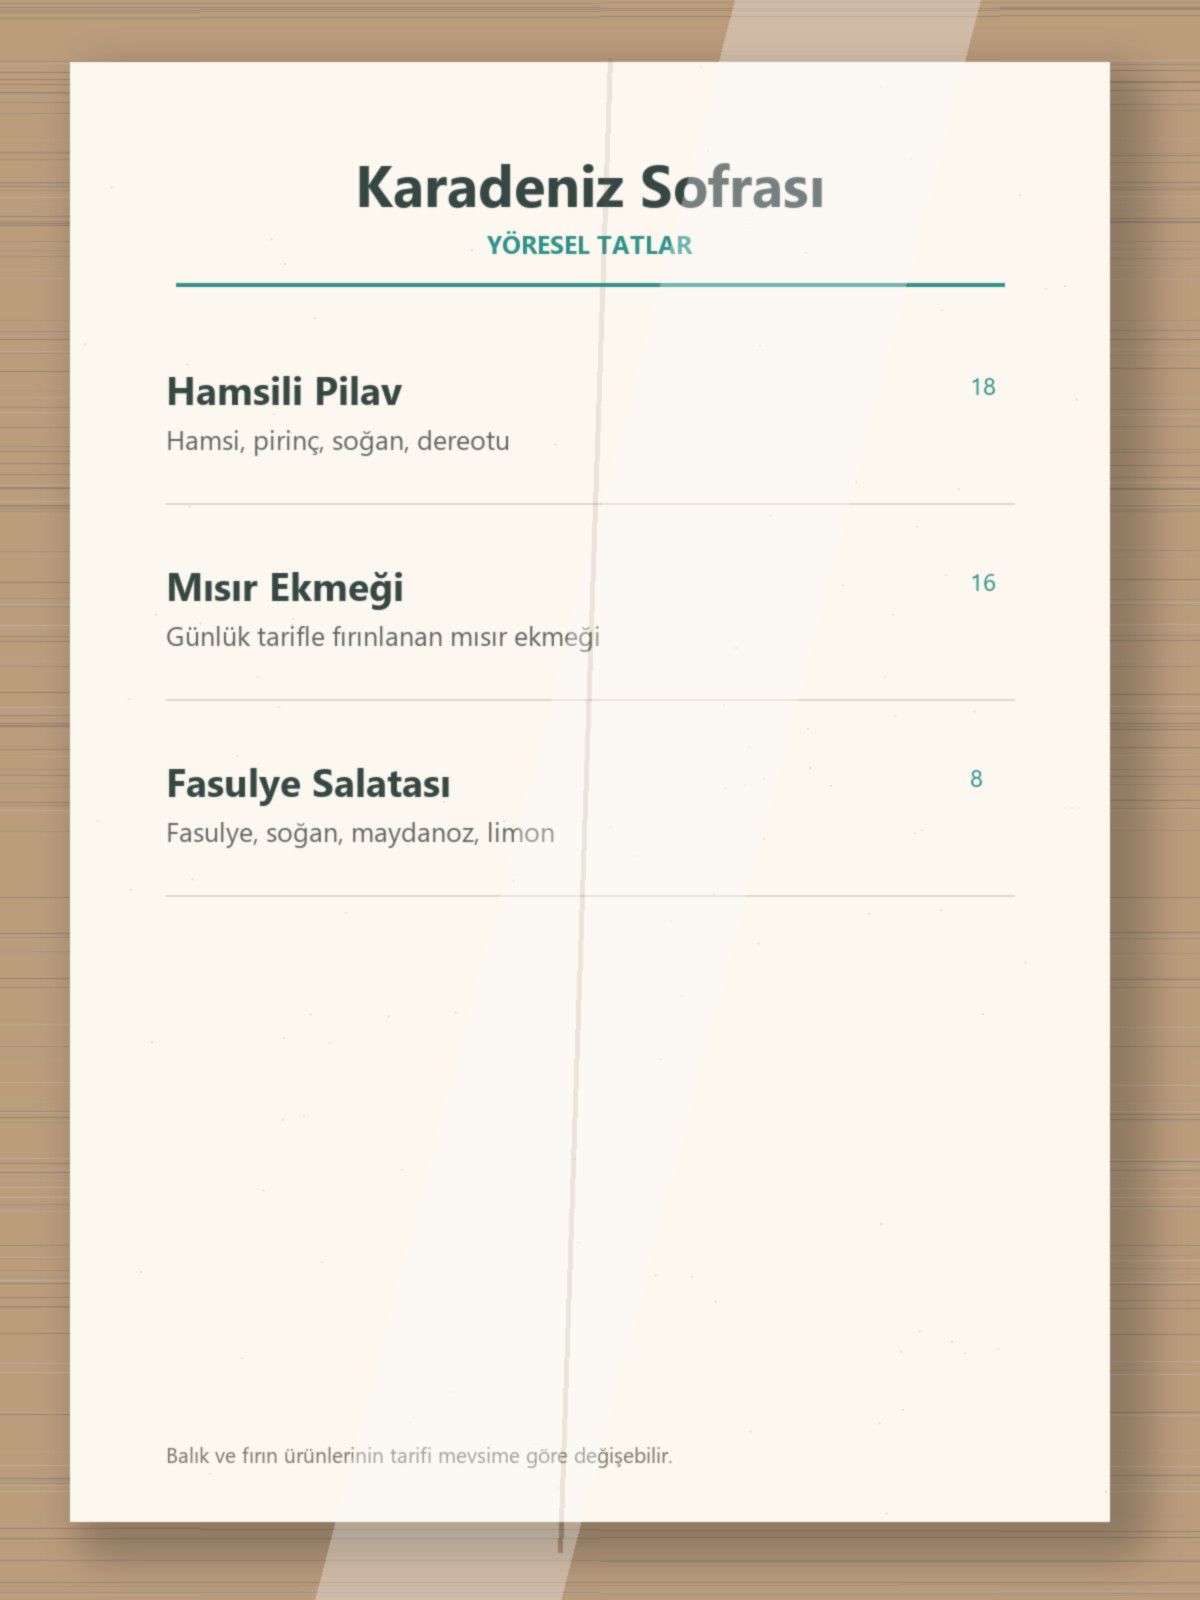 Karadeniz Sofrası
YÖRESEL TATLAR
Hamsili Pilav 18
Hamsi, pirinç, soğan, dereotu
Mısır Ekmeği 16
Günlük tarifle fırınlanan mısır ekmeği
Fasulye Salatası 8
Fasulye, soğan, maydanoz, limon
Balık ve fırın ürünlerinin tarifi mevsime göre değişebilir.